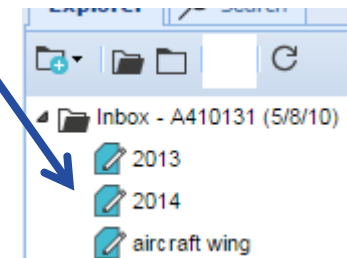 Explorer Search
Inbox - A410131 (5/8/10)
2013
2014
aircraft wing